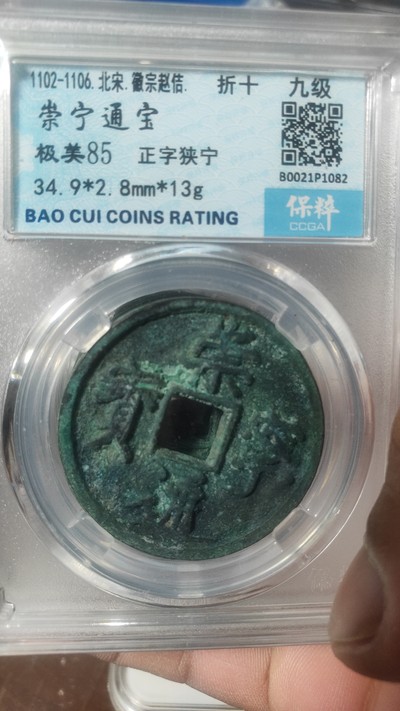 1102-1106.北宋.徽宗赵佶. 折十 九级
崇宁通宝
极美85 正字狭宁
B0021P1082
34.9*2.8mm*13g
BAO CUI COINS RATING
保粹
CCGA
崇寧通寳